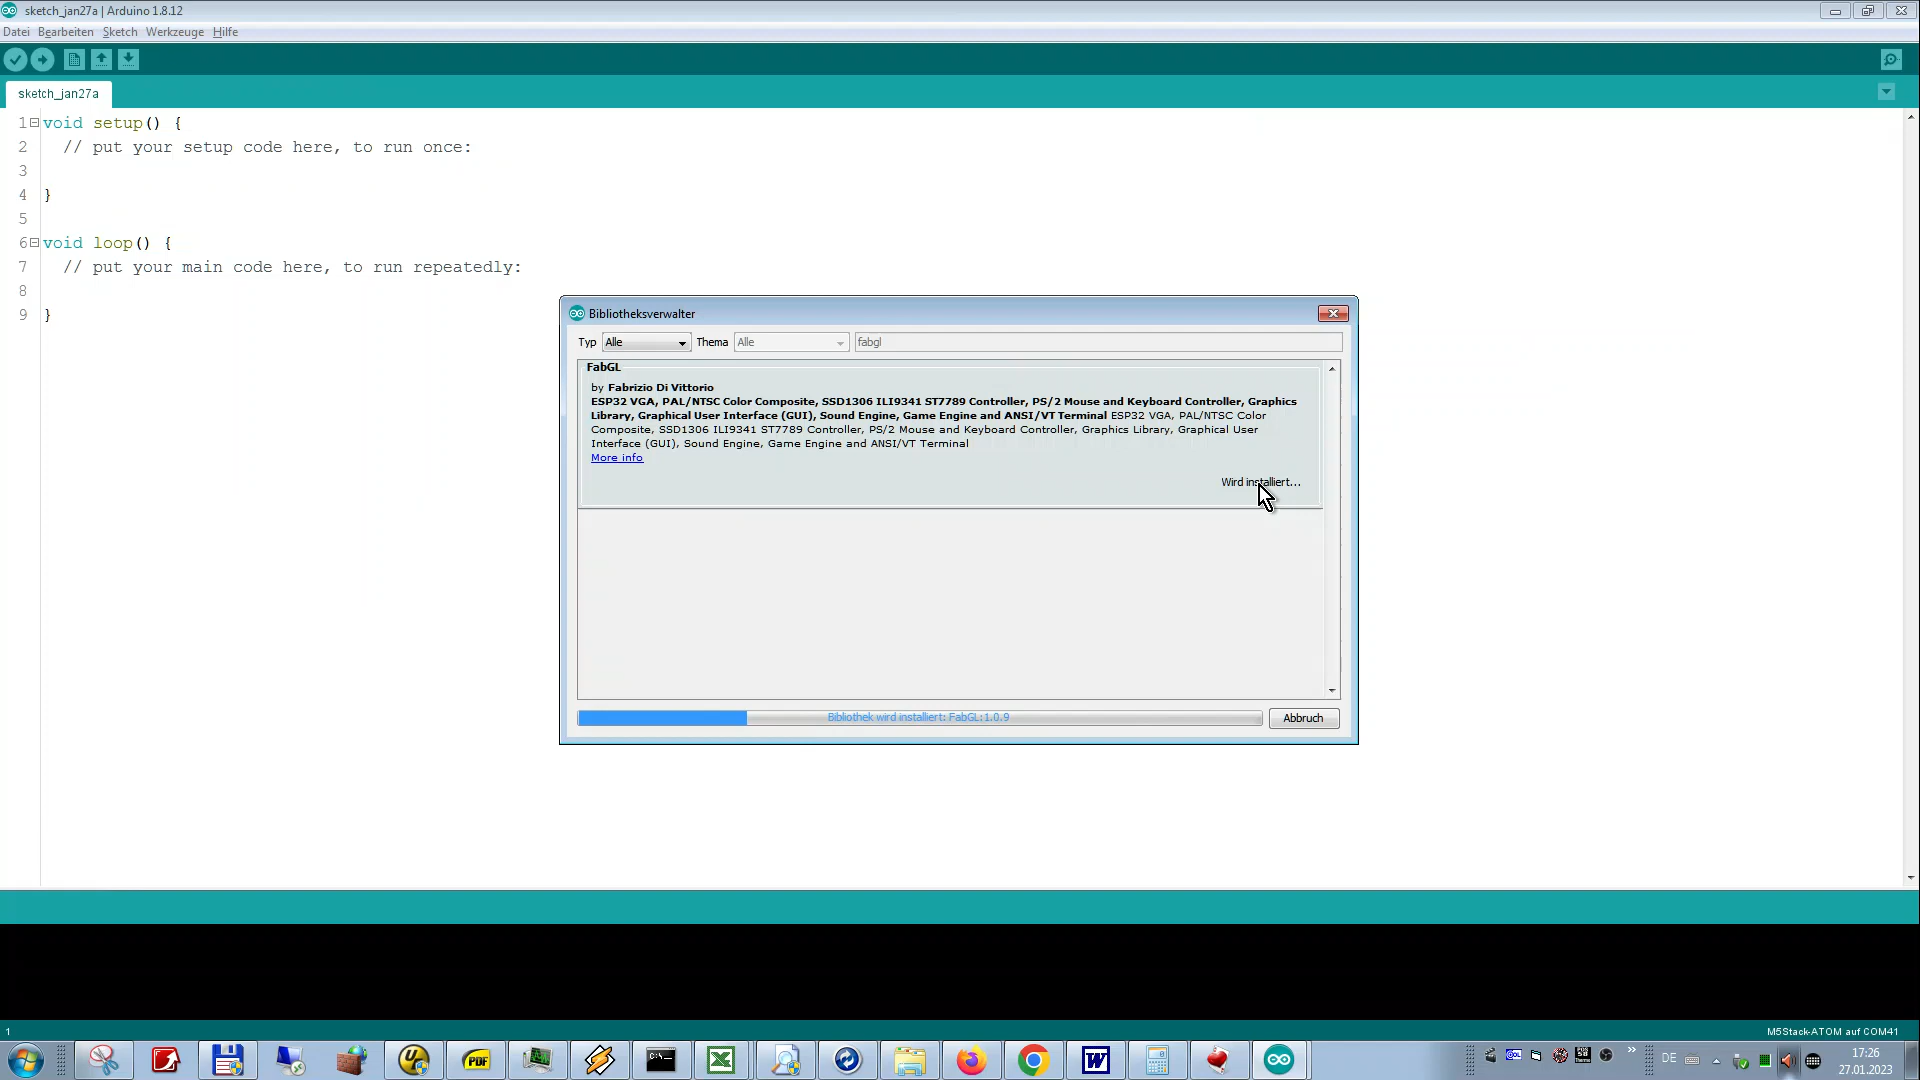 sketch_jan27a | Arduino 1.8.12
Datei Bearbeiten Sketch Werkzeuge Hilfe
sketch_jan27a
1 void setup() {
2 // put your setup code here, to run once:
3
4 }
5
6 void loop() {
7 // put your main code here, to run repeatedly:
8
9 }
Bibliotheksverwalter
Typ Alle Thema Alle fabgl
FabGL
by Fabrizio Di Vittorio
ESP32 VGA, PAL/NTSC Color Composite, SSD1306 ILI9341 ST7789 Controller, PS/2 Mouse and Keyboard Controller, Graphics
Library, Graphical User Interface (GUI), Sound Engine, Game Engine and ANSI/VT Terminal ESP32 VGA, PAL/NTSC Color
Composite, SSD1306 ILI9341 ST7789 Controller, PS/2 Mouse and Keyboard Controller, Graphics Library, Graphical User
Interface (GUI), Sound Engine, Game Engine and ANSI/VT Terminal
More info
Wird installiert...
Bibliothek wird installiert: FabGL:1.0.9
Abbruch
1
M5Stack-ATOM auf COM41
PDF
DE
17:26
27.01.2023